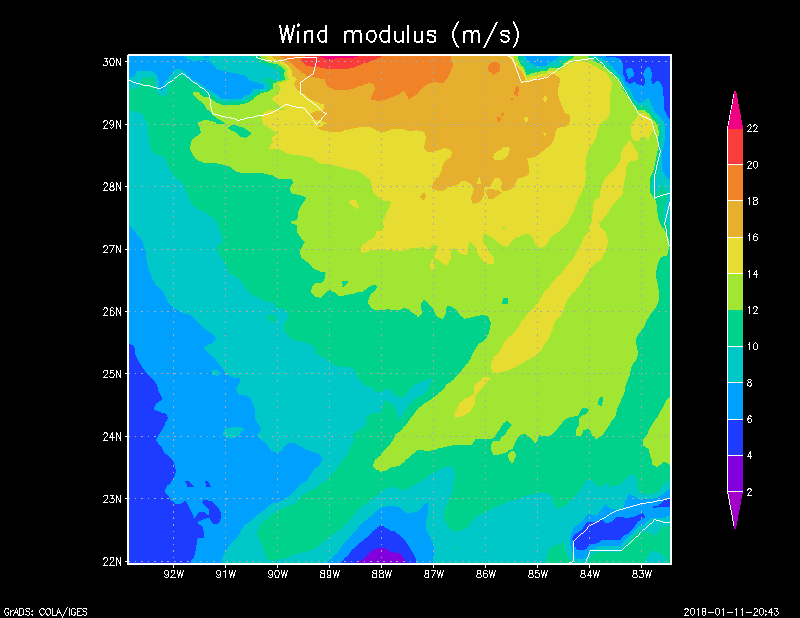 Wind modulus (m/s)
30N
29N
28N
27N
26N
25N
24N
23N
22N
92W 91W 90W 89W 88W 87W 86W 85W 84W 83W
22
20
18
16
14
12
10
8
6
4
2
GrADS: COLA/IGES 2018-01-11-20:43